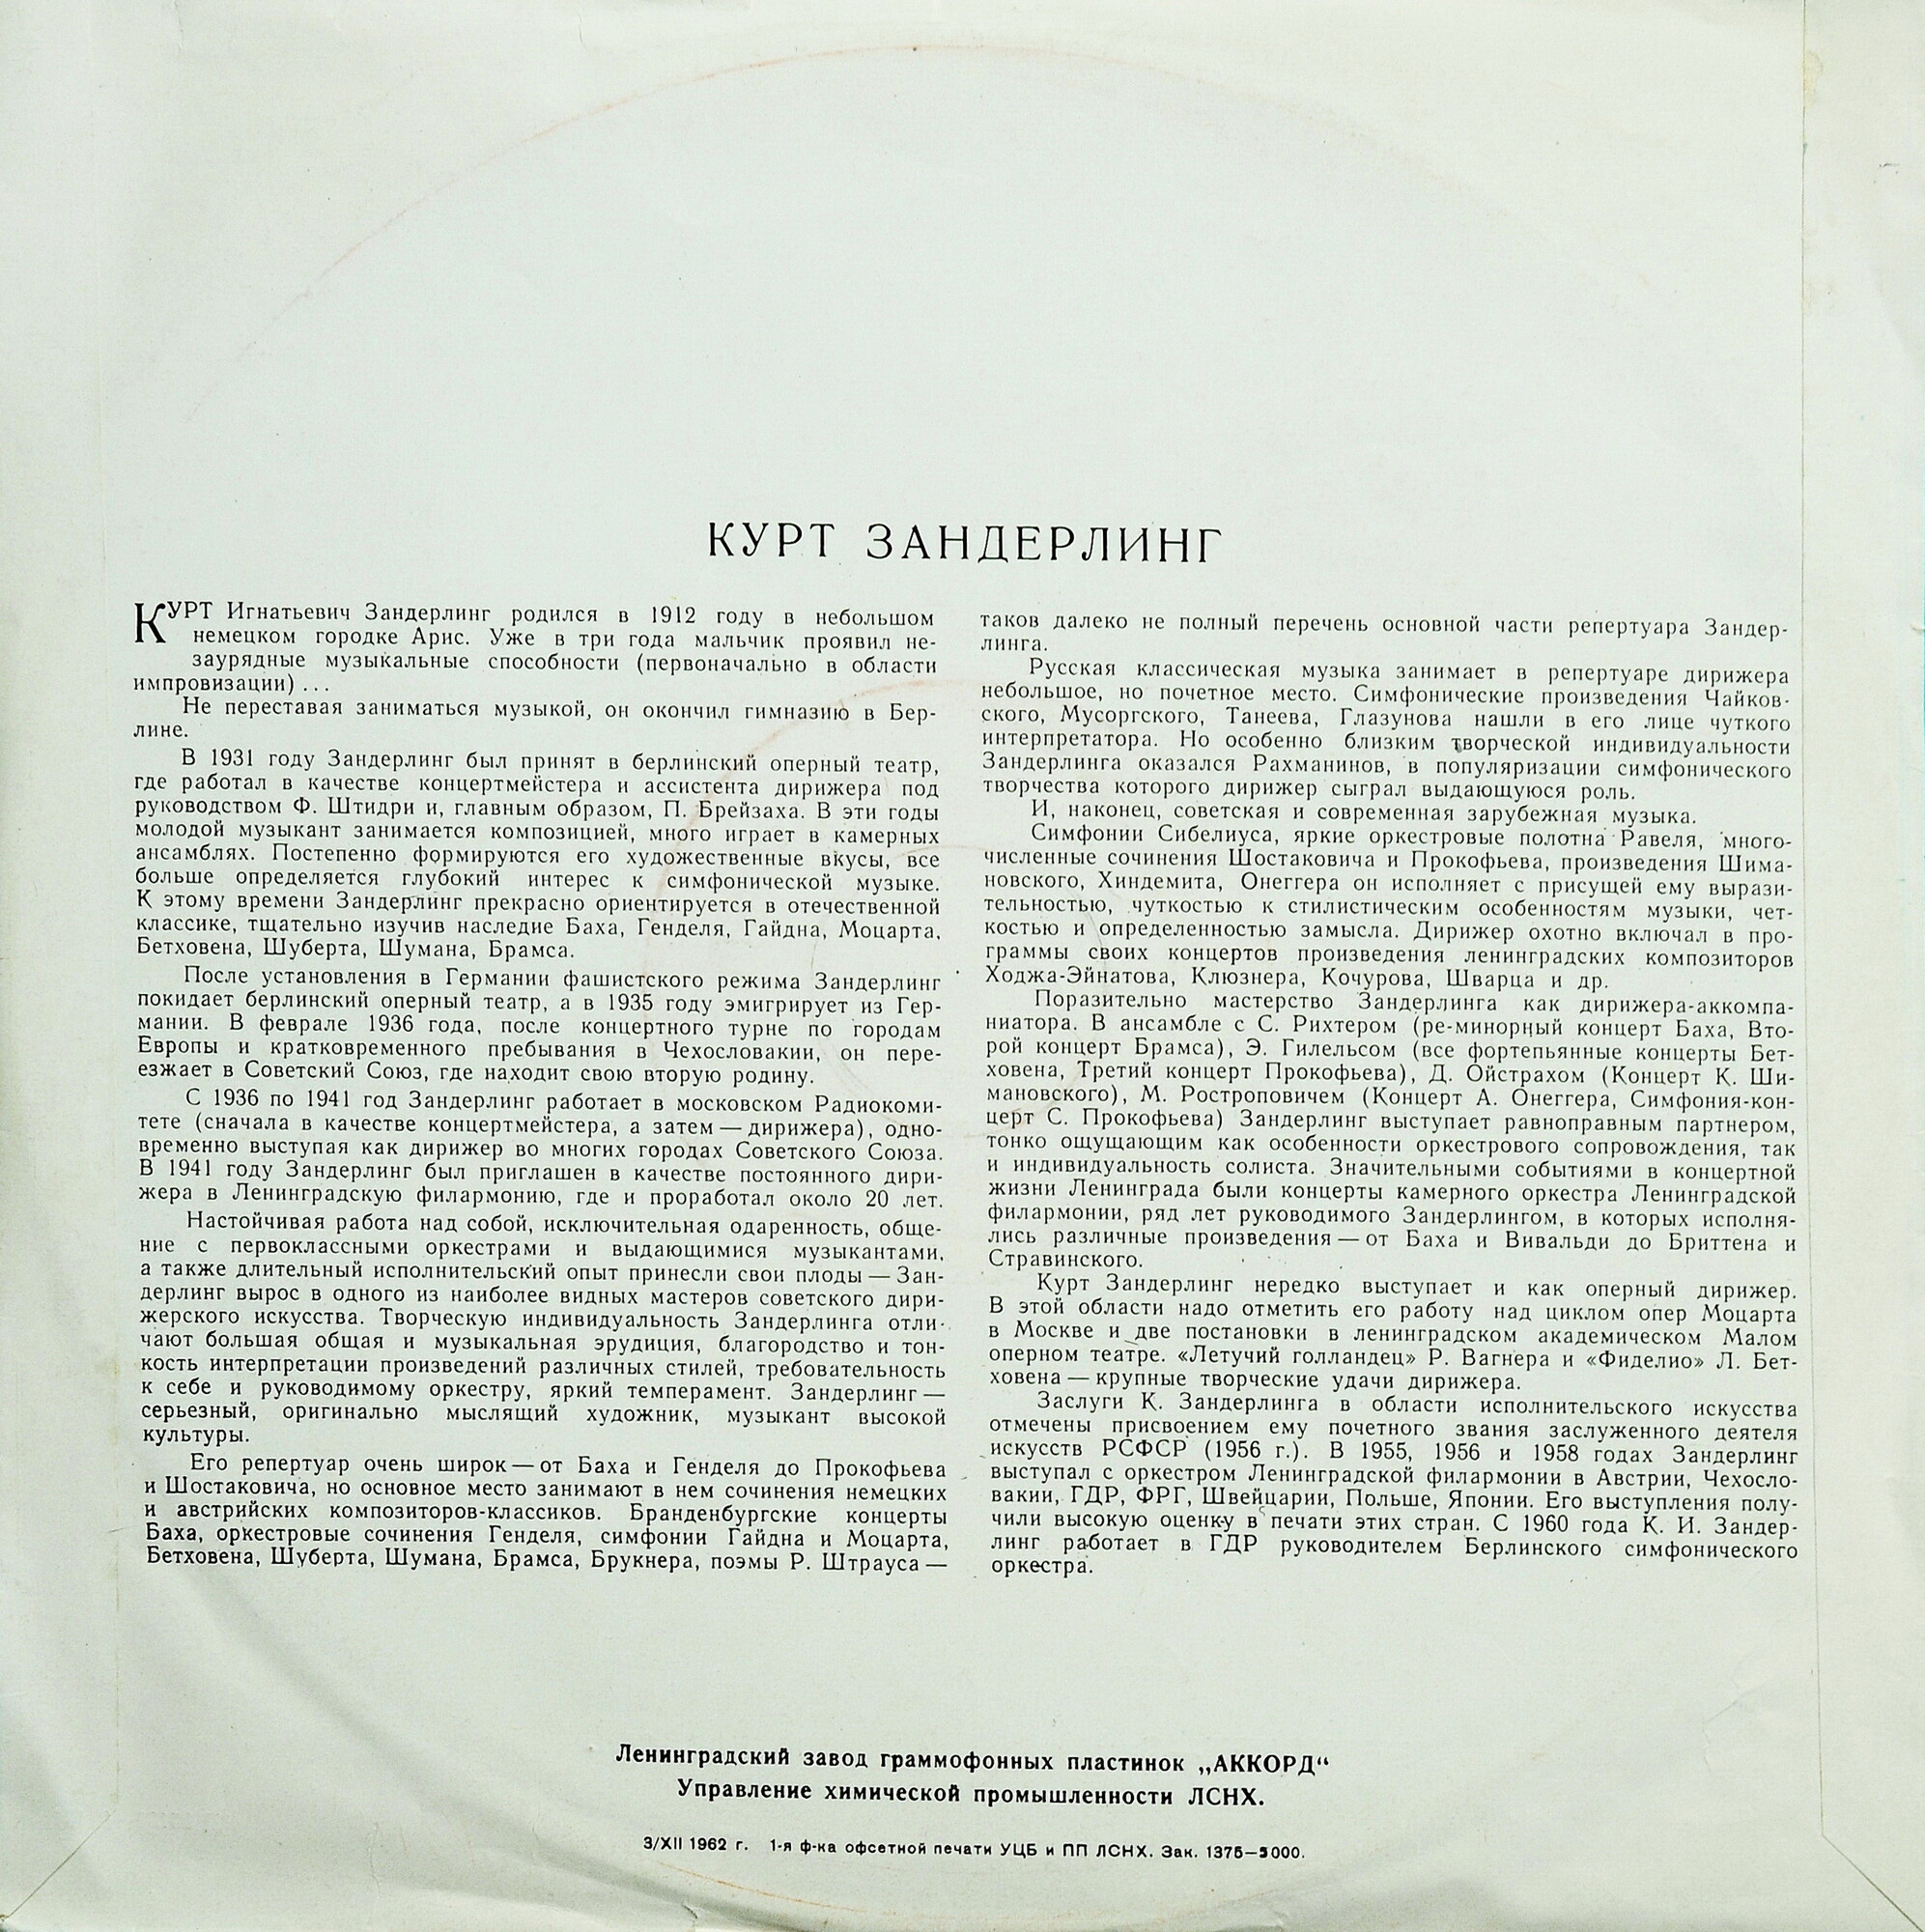 КУРТ ЗАНДЕРЛИНГ
КУРТ Игнатьевич Зандерлинг родился в 1912 году в небольшом
немецком городке Арис. Уже в три года мальчик проявил не-
заурядные музыкальные способности (первоначально в области
импровизации) ...
Не переставая заниматься музыкой, он окончил гимназию в Бер-
лине.
В 1931 году Зандерлинг был принят в берлинский оперный театр,
где работал в качестве концертмейстера и ассистента дирижера под
руководством Ф. Штидри и, главным образом, П. Брейзаха. В эти годы
молодой музыкант занимается композицией, много играет в камерных
ансамблях. Постепенно формируются его художественные вкусы, все
больше определяется глубокий интерес к симфонической музыке.
К этому времени Зандерлинг прекрасно ориентируется в отечественной
классике, тщательно изучив наследие Баха, Генделя, Гайдна, Моцарта,
Бетховена, Шуберта, Шумана, Брамса.
После установления в Германии фашистского режима Зандерлинг
покидает берлинский оперный театр, а в 1935 году эмигрирует из Гер-
мании. В феврале 1936 года, после концертного турне по городам
Европы и кратковременного пребывания в Чехословакии, он пере-
езжает в Советский Союз, где находит свою вторую родину.
С 1936 по 1941 год Зандерлинг работает в московском Радиокоми-
тете (сначала в качестве концертмейстера, а затем — дирижера), одно-
временно выступая как дирижер во многих городах Советского Союза.
В 1941 году Зандерлинг был приглашен в качестве постоянного дири-
жера в Ленинградскую филармонию, где и проработал около 20 лет.
Настойчивая работа над собой, исключительная одаренность, обще-
ние с первоклассными оркестрами и выдающимися музыкантами,
а также длительный исполнительский опыт принесли свои плоды — Зан-
дерлинг вырос в одного из наиболее видных мастеров советского дири-
жерского искусства. Творческую индивидуальность Зандерлинга отли-
чают большая общая и музыкальная эрудиция, благородство и тон-
кость интерпретации произведений различных стилей, требовательность
к себе и руководимому оркестру, яркий темперамент. Зандерлинг —
серьезный, оригинально мыслящий художник, музыкант высокой
культуры.
Его репертуар очень широк — от Баха и Генделя до Прокофьева
и Шостаковича, но основное место занимают в нем сочинения немецких
и австрийских композиторов-классиков. Бранденбургские концерты
Баха, оркестровые сочинения Генделя, симфонии Гайдна и Моцарта,
Бетховена, Шуберта, Шумана, Брамса, Брукнера, поэмы Р. Штрауса —
таков далеко не полный перечень основной части репертуара Зандер-
линга.
Русская классическая музыка занимает в репертуаре дирижера
небольшое, но почетное место. Симфонические произведения Чайков-
ского, Мусоргского, Танеева, Глазунова нашли в его лице чуткого
интерпретатора. Но особенно близким творческой индивидуальности
Зандерлинга оказался Рахманинов, в популяризации симфонического
творчества которого дирижер сыграл выдающуюся роль.
И, наконец, советская и современная зарубежная музыка.
Симфонии Сибелиуса, яркие оркестровые полотна Равеля, много-
численные сочинения Шостаковича и Прокофьева, произведения Шима-
новского, Хиндемита, Онеггера он исполняет с присущей ему вырази-
тельностью, чуткостью к стилистическим особенностям музыки, чет-
костью и определенностью замысла. Дирижер охотно включал в про-
граммы своих концертов произведения ленинградских композиторов
Ходжа-Эйнатова, Клюзнера, Кочурова, Шварца и др.
Поразительно мастерство Зандерлинга как дирижера-аккомпа-
ниатора. В ансамбле с С. Рихтером (ре-минорный концерт Баха, Вто-
рой концерт Брамса), Э. Гилельсом (все фортепьянные концерты Бет-
ховена, Третий концерт Прокофьева), Д. Ойстрахом (Концерт К. Ши-
мановского), М. Ростроповичем (Концерт А. Онеггера, Симфония-кон-
церт С. Прокофьева) Зандерлинг выступает равноправным партнером,
тонко ощущающим как особенности оркестрового сопровождения, так
и индивидуальность солиста. Значительными событиями в концертной
жизни Ленинграда были концерты камерного оркестра Ленинградской
филармонии, ряд лет руководимого Зандерлингом, в которых исполня-
лись различные произведения — от Баха и Вивальди до Бриттена и
Стравинского.
Курт Зандерлинг нередко выступает и как оперный дирижер.
В этой области надо отметить его работу над циклом опер Моцарта
в Москве и две постановки в ленинградском академическом Малом
оперном театре. «Летучий голландец» Р. Вагнера и «Фиделио» Л. Бет-
ховена — крупные творческие удачи дирижера.
Заслуги К. Зандерлинга в области исполнительского искусства
отмечены присвоением ему почетного звания заслуженного деятеля
искусств РСФСР (1956 г.). В 1955, 1956 и 1958 годах Зандерлинг
выступал с оркестром Ленинградской филармонии в Австрии, Чехосло-
вакии, ГДР, ФРГ, Швейцарии, Польше, Японии. Его выступления полу-
чили высокую оценку в печати этих стран. С 1960 года К. И. Зандер-
линг работает в ГДР руководителем Берлинского симфонического
оркестра.
Ленинградский завод граммофонных пластинок „АККОРД“
Управление химической промышленности ЛСНХ.
3/XII 1962 г. 1-я ф-ка офсетной печати УЦБ и ПП ЛСНХ. Зак. 1375—5000.